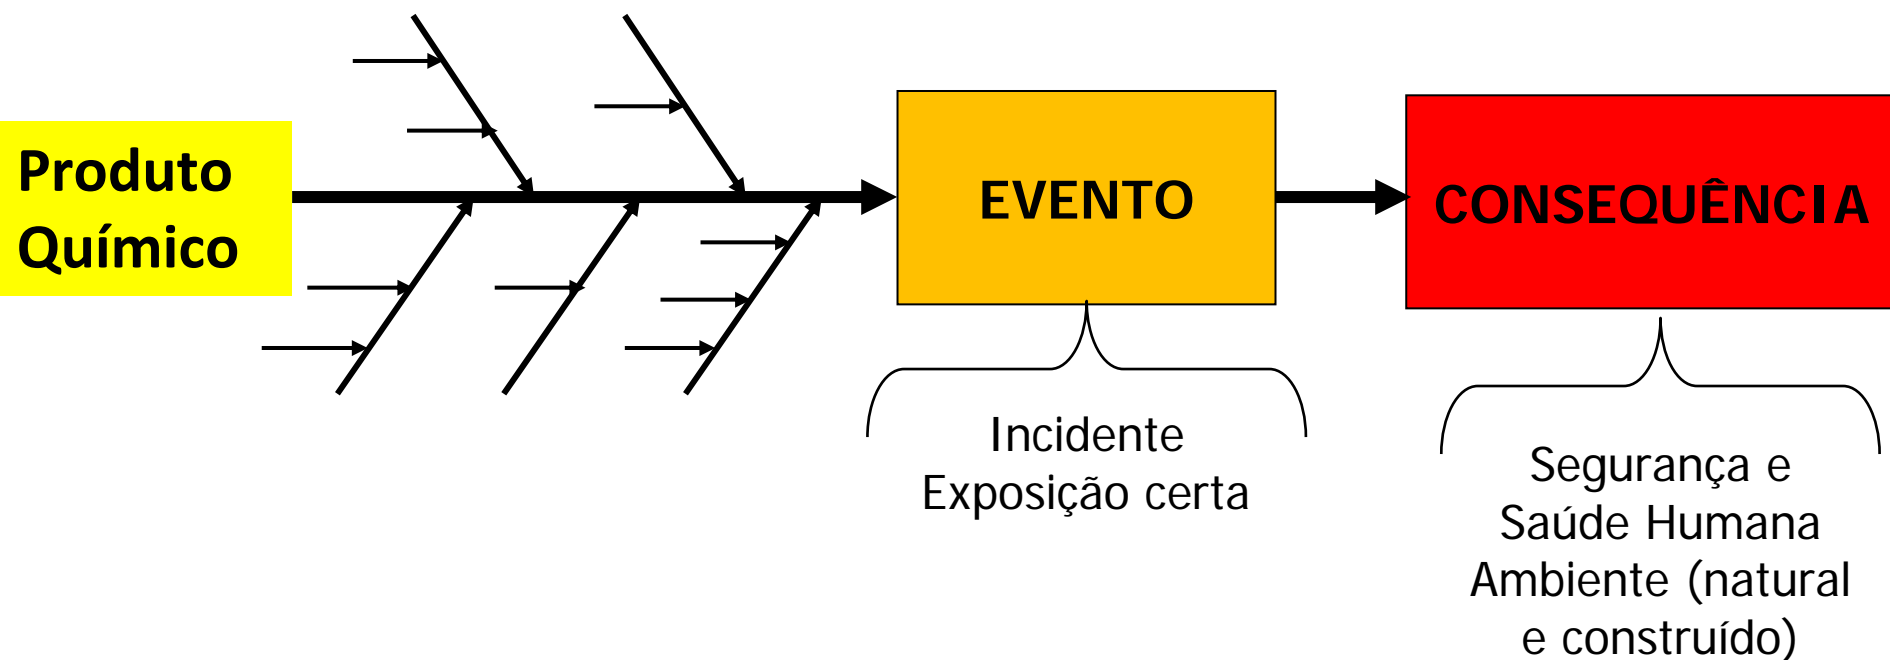 Produto
Químico
EVENTO
CONSEQUÊNCIA
Incidente
Exposição certa
Segurança e
Saúde Humana
Ambiente (natural
e construído)